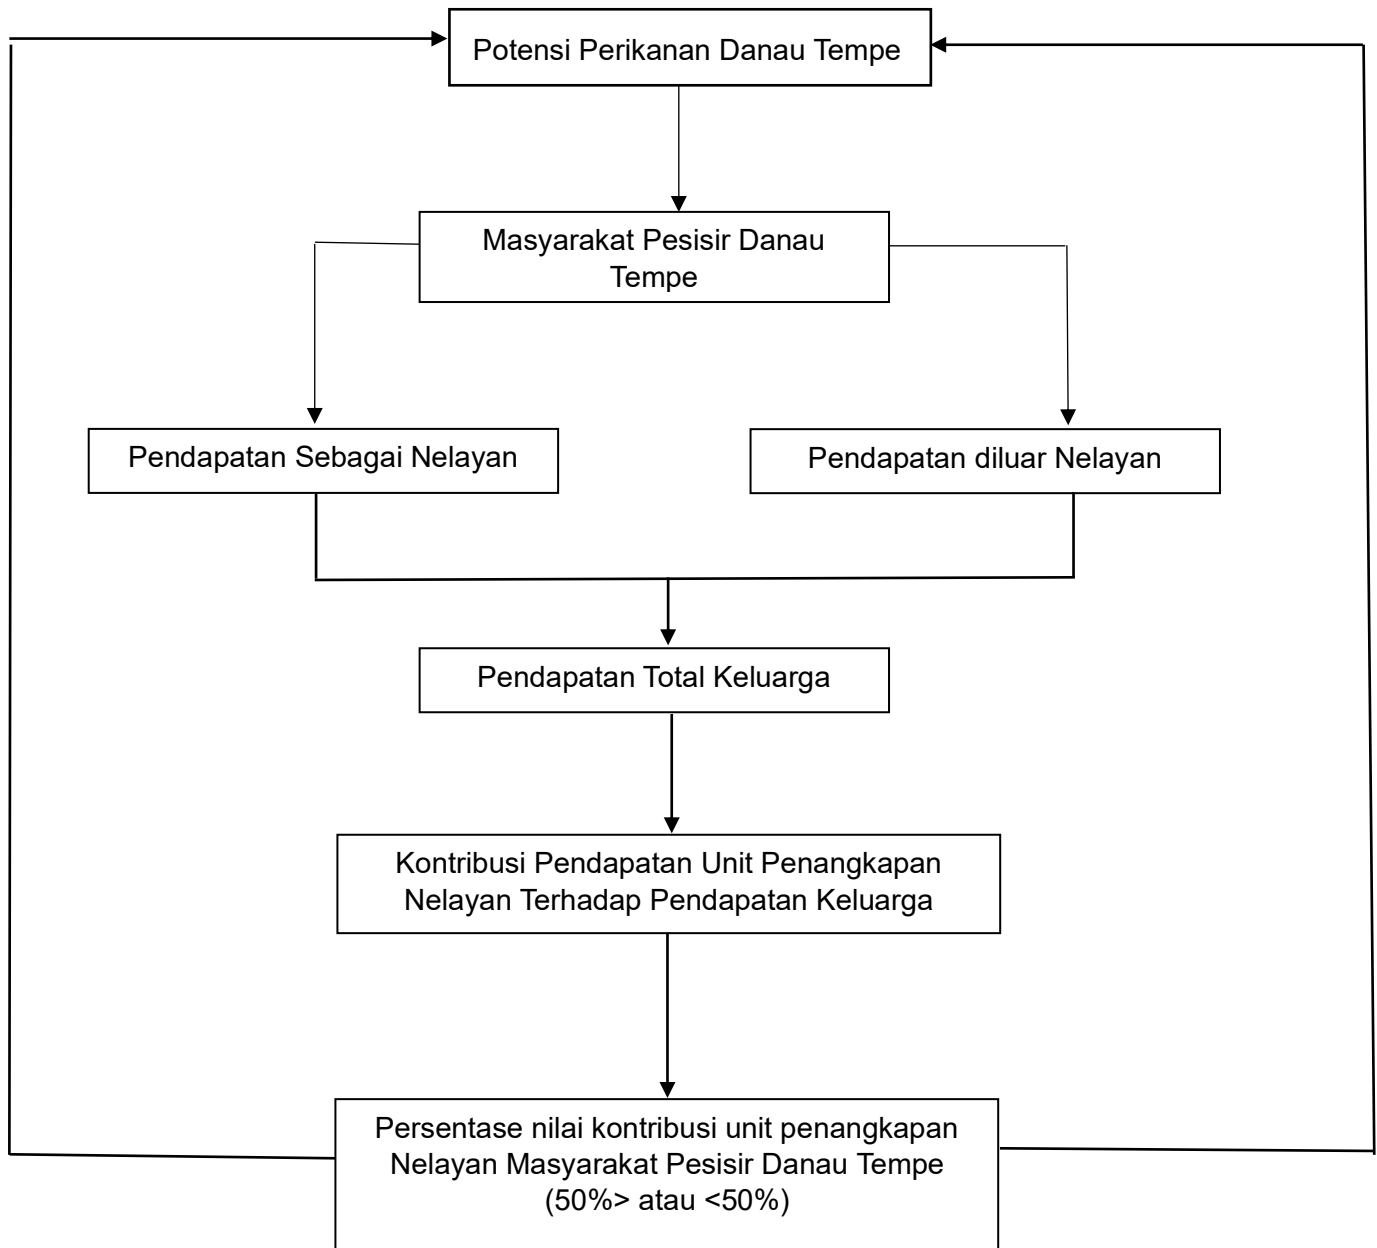 Potensi Perikanan Danau Tempe
Masyarakat Pesisir Danau
Tempe
Pendapatan Sebagai Nelayan
Pendapatan diluar Nelayan
Pendapatan Total Keluarga
Kontribusi Pendapatan Unit Penangkapan
Nelayan Terhadap Pendapatan Keluarga
Persentase nilai kontribusi unit penangkapan
Nelayan Masyarakat Pesisir Danau Tempe
(50%> atau <50%)